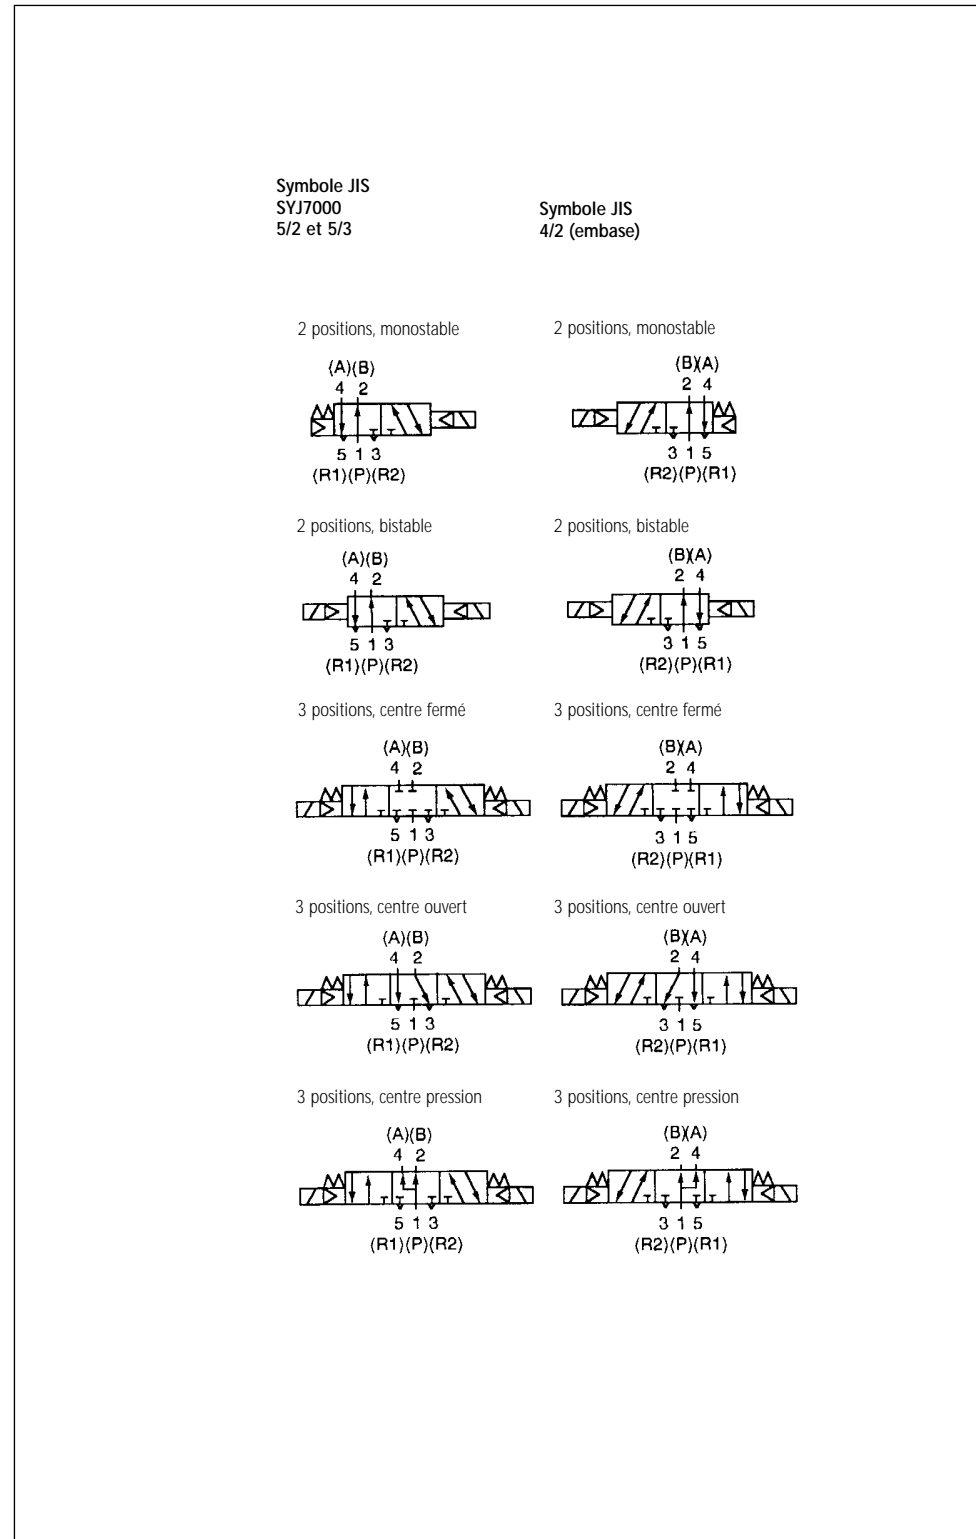 Symbole JIS
SYJ7000
5/2 et 5/3
Symbole JIS
4/2 (embase)
2 positions, monostable
(A)(B)
4 2
5 1 3
(R1)(P)(R2)
2 positions, monostable
(B)(A)
2 4
3 1 5
(R2)(P)(R1)
2 positions, bistable
(A)(B)
4 2
5 1 3
(R1)(P)(R2)
2 positions, bistable
(B)(A)
2 4
3 1 5
(R2)(P)(R1)
3 positions, centre fermé
(A)(B)
4 2
5 1 3
(R1)(P)(R2)
3 positions, centre fermé
(B)(A)
2 4
3 1 5
(R2)(P)(R1)
3 positions, centre ouvert
(A)(B)
4 2
5 1 3
(R1)(P)(R2)
3 positions, centre ouvert
(B)(A)
2 4
3 1 5
(R2)(P)(R1)
3 positions, centre pression
(A)(B)
4 2
5 1 3
(R1)(P)(R2)
3 positions, centre pression
(B)(A)
2 4
3 1 5
(R2)(P)(R1)